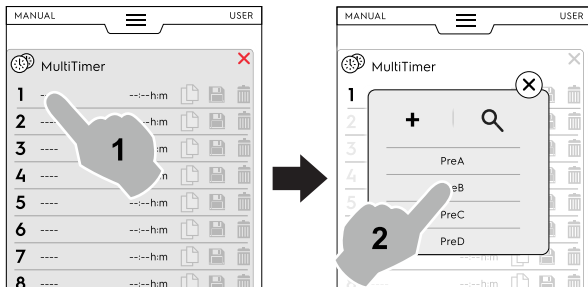 MANUAL USER
MultiTimer
1 --:--h:m
2 ---- --:--h:m
3 ---- :m
4 ---- :m
5 ---- --:--h:m
6 ---- --:--h:m
7 ---- --:--h:m
8 ---- --:--h:m
1
MANUAL USER
MultiTimer
1
2
3
4
+
PreA
eB
PreC
PreD
2
7 ---- --:--h:m